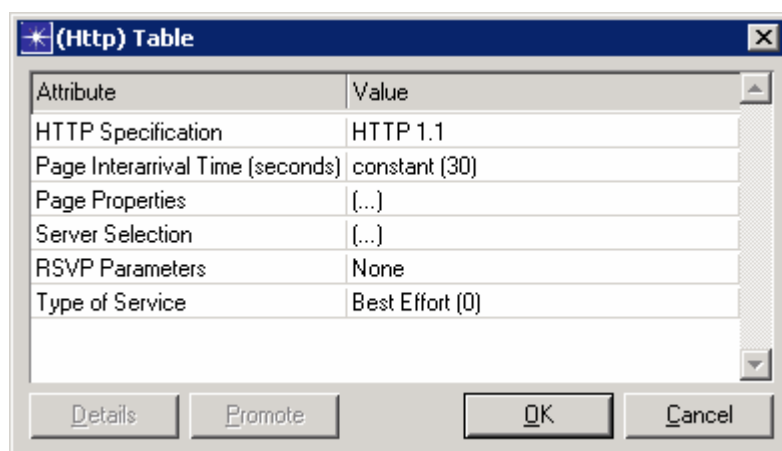 (Http) Table
Attribute Value
HTTP Specification HTTP 1.1
Page Interarrival Time (seconds) constant (30)
Page Properties (...)
Server Selection (...)
RSVP Parameters None
Type of Service Best Effort (0)
Details Promote OK Cancel